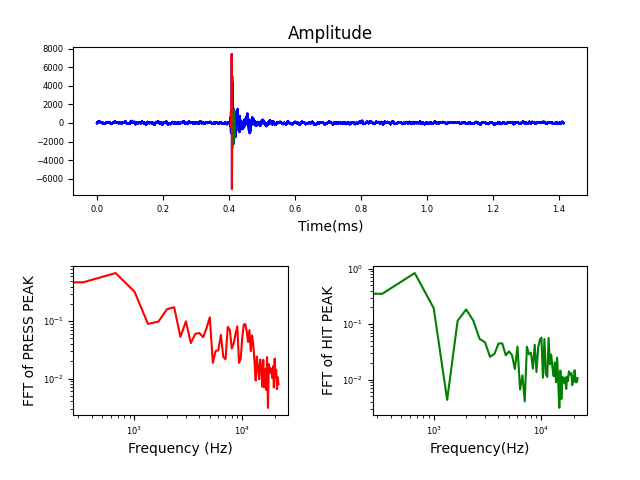 Amplitude
8000
6000
4000
2000
0
−2000
−4000
−6000
0.0 0.2 0.4 0.6 0.8 1.0 1.2 1.4
Time(ms)
FFT of PRESS PEAK
10⁻¹
10⁻²
10³ 10⁴
Frequency (Hz)
FFT of HIT PEAK
10⁰
10⁻¹
10⁻²
10³ 10⁴
Frequency(Hz)